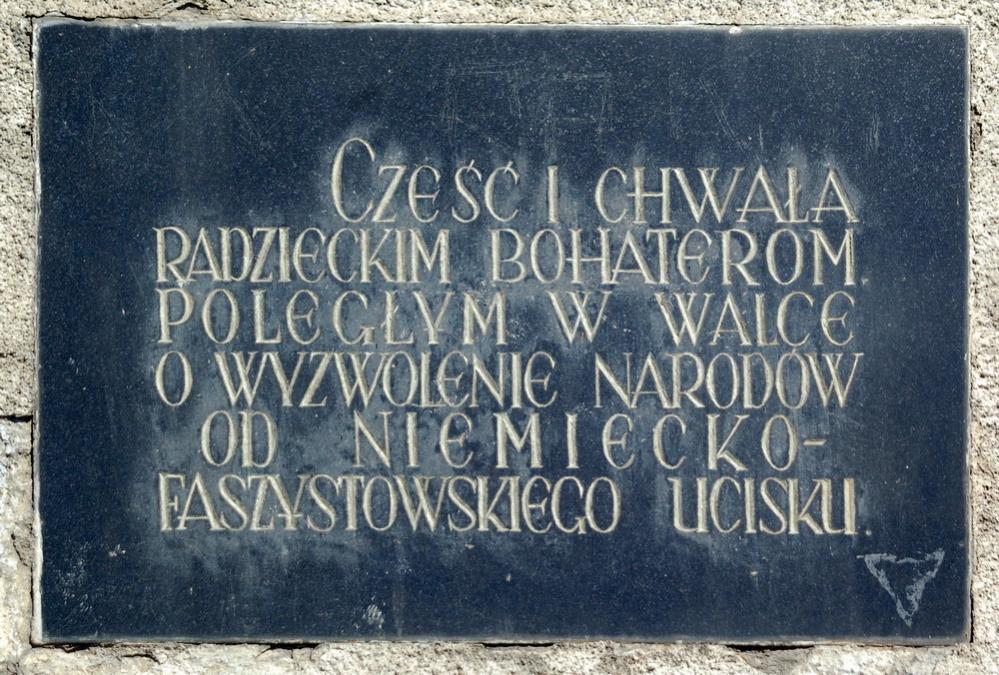 CZEŚĆ I CHWAŁA
RADZIECKIM BOHATEROM
POLEGŁYM W WALCE
O WYZWOLENIE NARODÓW
OD NIEMIECKO-
FASZYSTOWSKIEGO UCISKU.